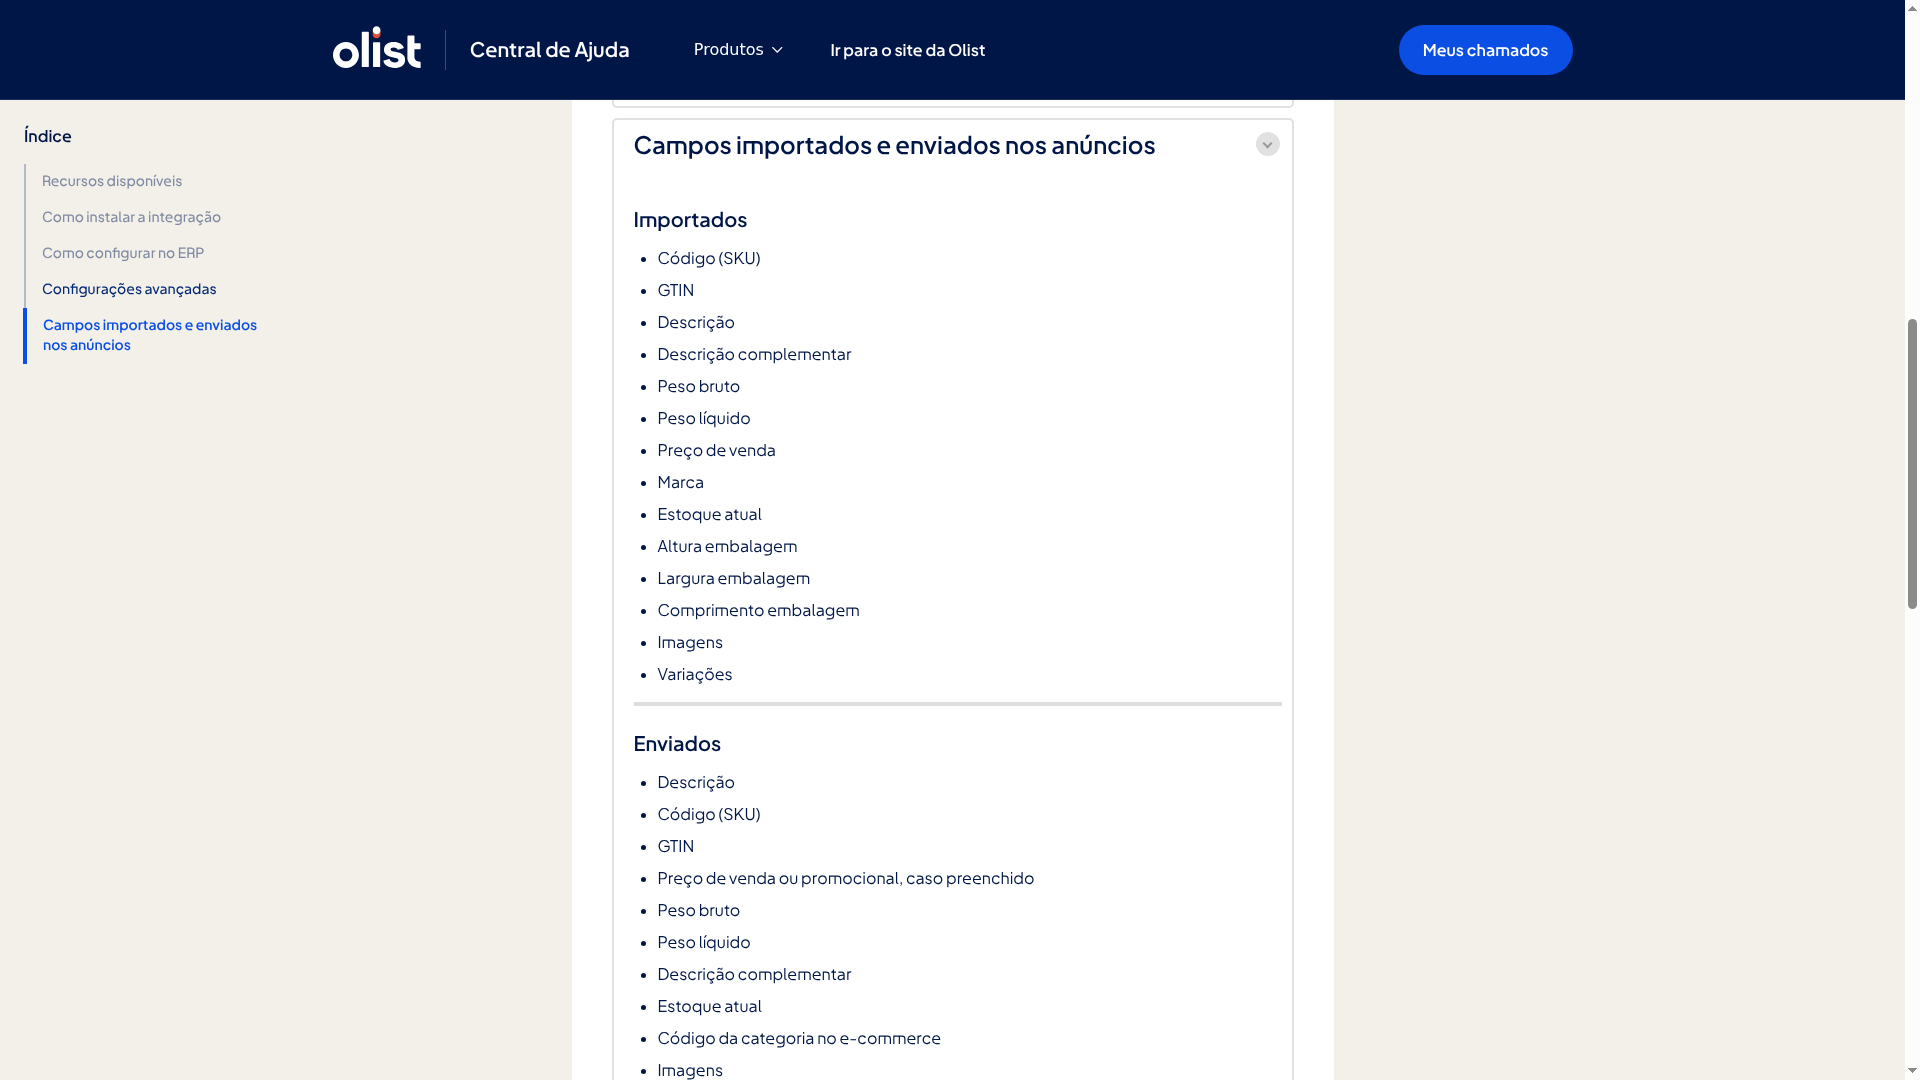 olist
Central de Ajuda
Produtos
Ir para o site da Olist
Meus chamados
Índice
Recursos disponíveis
Como instalar a integração
Como configurar no ERP
Configurações avançadas
Campos importados e enviados
nos anúncios
Campos importados e enviados nos anúncios
Importados
Código (SKU)
GTIN
Descrição
Descrição complementar
Peso bruto
Peso líquido
Preço de venda
Marca
Estoque atual
Altura embalagem
Largura embalagem
Comprimento embalagem
Imagens
Variações
Enviados
Descrição
Código (SKU)
GTIN
Preço de venda ou promocional, caso preenchido
Peso bruto
Peso líquido
Descrição complementar
Estoque atual
Código da categoria no e-commerce
Imagens